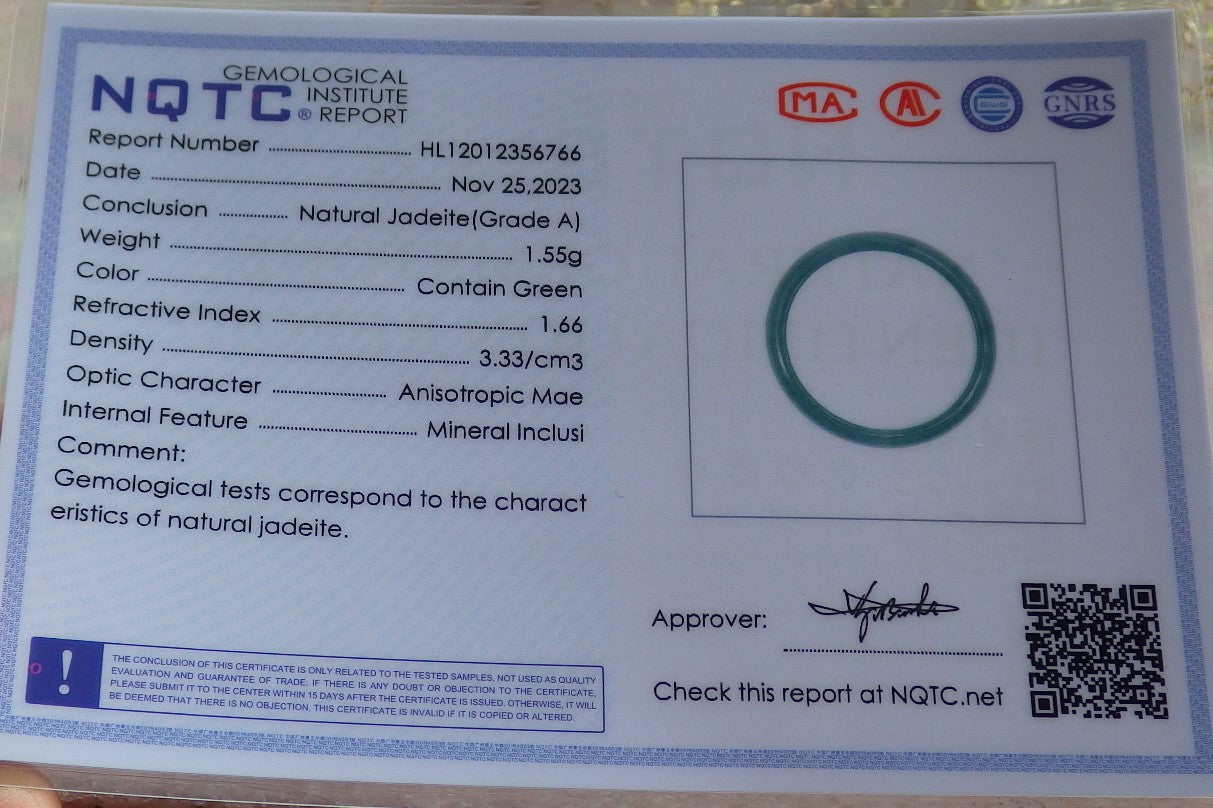 NQTC® GEMOLOGICAL INSTITUTE REPORT
CMA
CAL
GNRS
Report Number HL12012356766
Date Nov 25,2023
Conclusion Natural Jadeite(Grade A)
Weight 1.55g
Color Contain Green
Refractive Index 1.66
Density 3.33/cm3
Optic Character Anisotropic Mae
Internal Feature Mineral Inclusi
Comment:
Gemological tests correspond to the charact
eristics of natural jadeite.
! THE CONCLUSION OF THIS CERTIFICATE IS ONLY RELATED TO THE TESTED SAMPLES, NOT USED AS QUALITY
EVALUATION AND GUARANTEE OF TRADE; IF THERE IS ANY DOUBT OR OBJECTION TO THE CERTIFICATE,
PLEASE SUBMIT IT TO THE CENTER WITHIN 15 DAYS AFTER THE CERTIFICATE IS ISSUED. OTHERWISE, IT WILL
BE DEEMED THAT THERE IS NO OBJECTION. THIS CERTIFICATE IS INVALID IF IT IS COPIED OR ALTERED.
Approver:
Check this report at NQTC.net